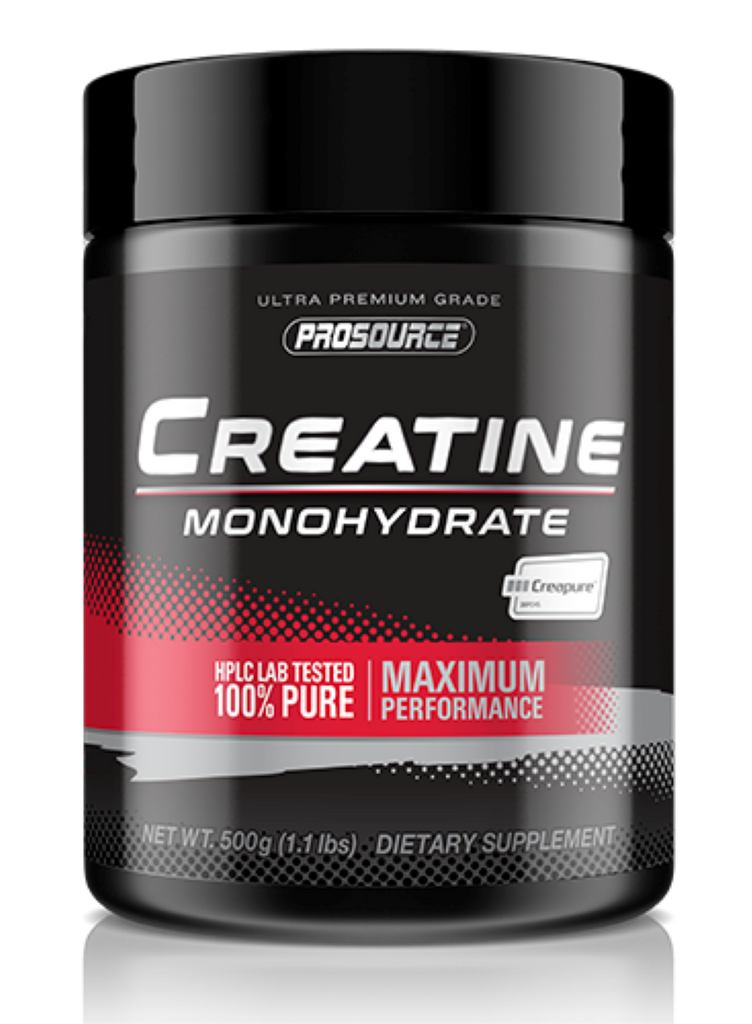 ULTRA PREMIUM GRADE
PROSOURCE
CREATINE
MONOHYDRATE
Creapure
HPLC LAB TESTED
100% PURE
MAXIMUM
PERFORMANCE
NET WT. 500g (1.1 lbs) DIETARY SUPPLEMENT